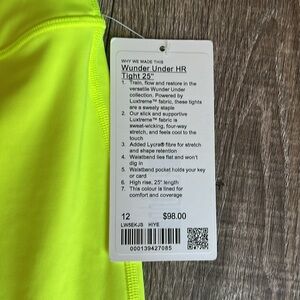 WHY WE MADE THIS
Wunder Under HR
Tight 25"
1. Train, flow and restore in the
versatile Wunder Under
collection. Powered by
Luxtreme™ fabric, these tights
are a sweaty staple
2. Our slick and supportive
Luxtreme™ fabric is
sweat-wicking, four-way
stretch, and feels cool to the
touch
3. Added Lycra® fibre for stretch
and shape retention
4. Waistband lies flat and won't
dig in
5. Waistband pocket holds your key
or card
6. High rise, 25" length
7. This colour is lined for
comfort and coverage
12 $98.00
LW5EKJS HIYE
000139427085